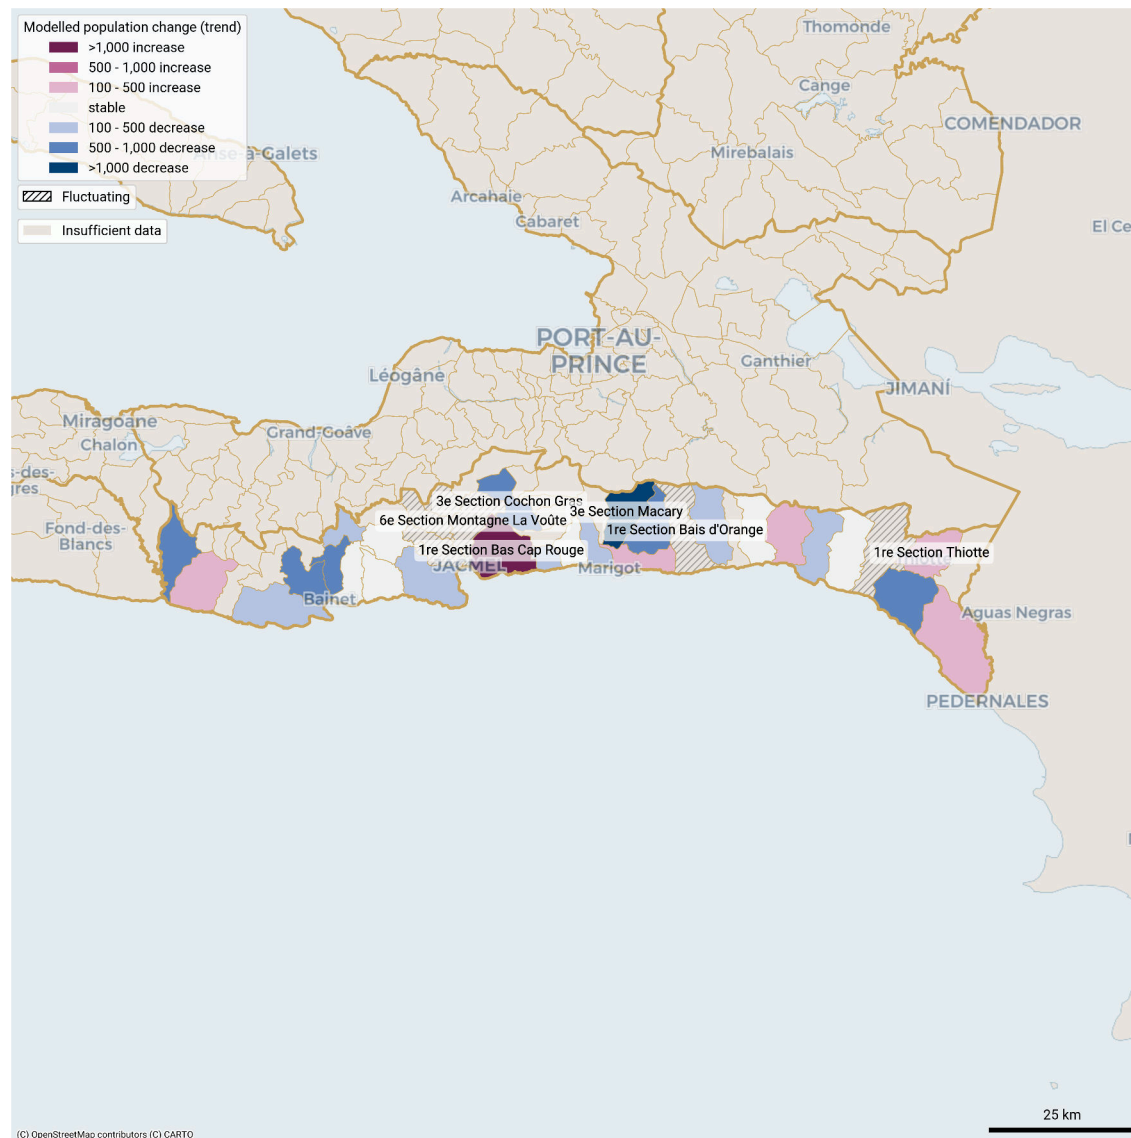 Modelled population change (trend)
>1,000 increase
500 - 1,000 increase
100 - 500 increase
stable
100 - 500 decrease
500 - 1,000 decrease
>1,000 decrease
Fluctuating
Insufficient data
Thomonde
Cange
COMENDADOR
Anse-à-Galets
Mirebalais
Arcahaie
Cabaret
El Ce
PORT-AU-
PRINCE
Léogâne
Ganthier
JIMANÍ
Miragoane
Chalon
Grand-Goâve
s-des-
gres
Fond-des-
Blancs
3e Section Cochon Gras
3e Section Macary
6e Section Montagne La Voûte
1re Section Bais d'Orange
1re Section Bas Cap Rouge
1re Section Thiotte
JACMEL
Marigot
Bainet
Aguas Negras
PEDERNALES
25 km
(C) OpenStreetMap contributors (C) CARTO